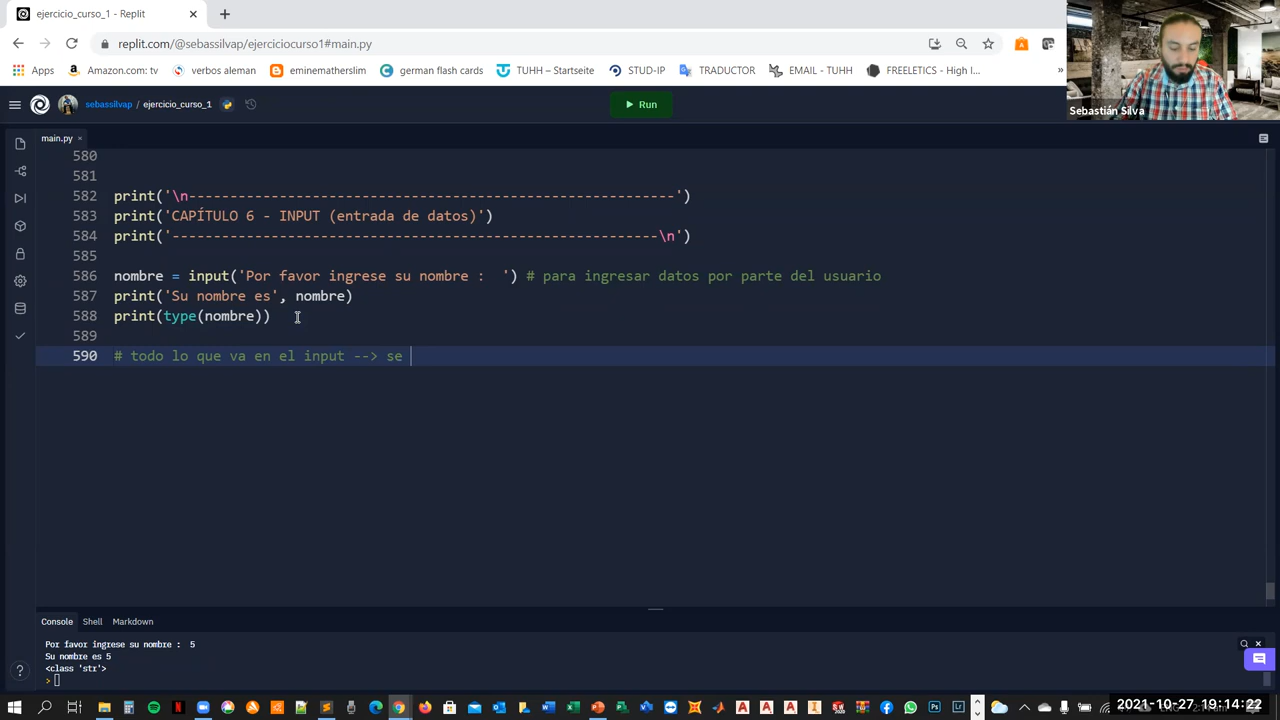 ejercicio_curso_1 - Replit
replit.com/@sebassilvap/ejerciciocurso1#main.py
Apps
Amazon.com: tv
verbos aleman
eminematherslim
german flash cards
TUHH – Startseite
STUD-IP
TRADUCTOR
EMAIL - TUHH
FREELETICS - High I...
»
Sebastián Silva
sebassilvap / ejercicio_curso_1
Run
main.py
580
581
582 print('\n-----------------------------------------------------------')
583 print('CAPÍTULO 6 - INPUT (entrada de datos)')
584 print('-----------------------------------------------------------\n')
585
586 nombre = input('Por favor ingrese su nombre :  ') # para ingresar datos por parte del usuario
587 print('Su nombre es', nombre)
588 print(type(nombre))
589
590 # todo lo que va en el input --> se
Console
Shell
Markdown
Por favor ingrese su nombre :  5
Su nombre es 5
<class 'str'>
>
2021-10-27 19:14:22